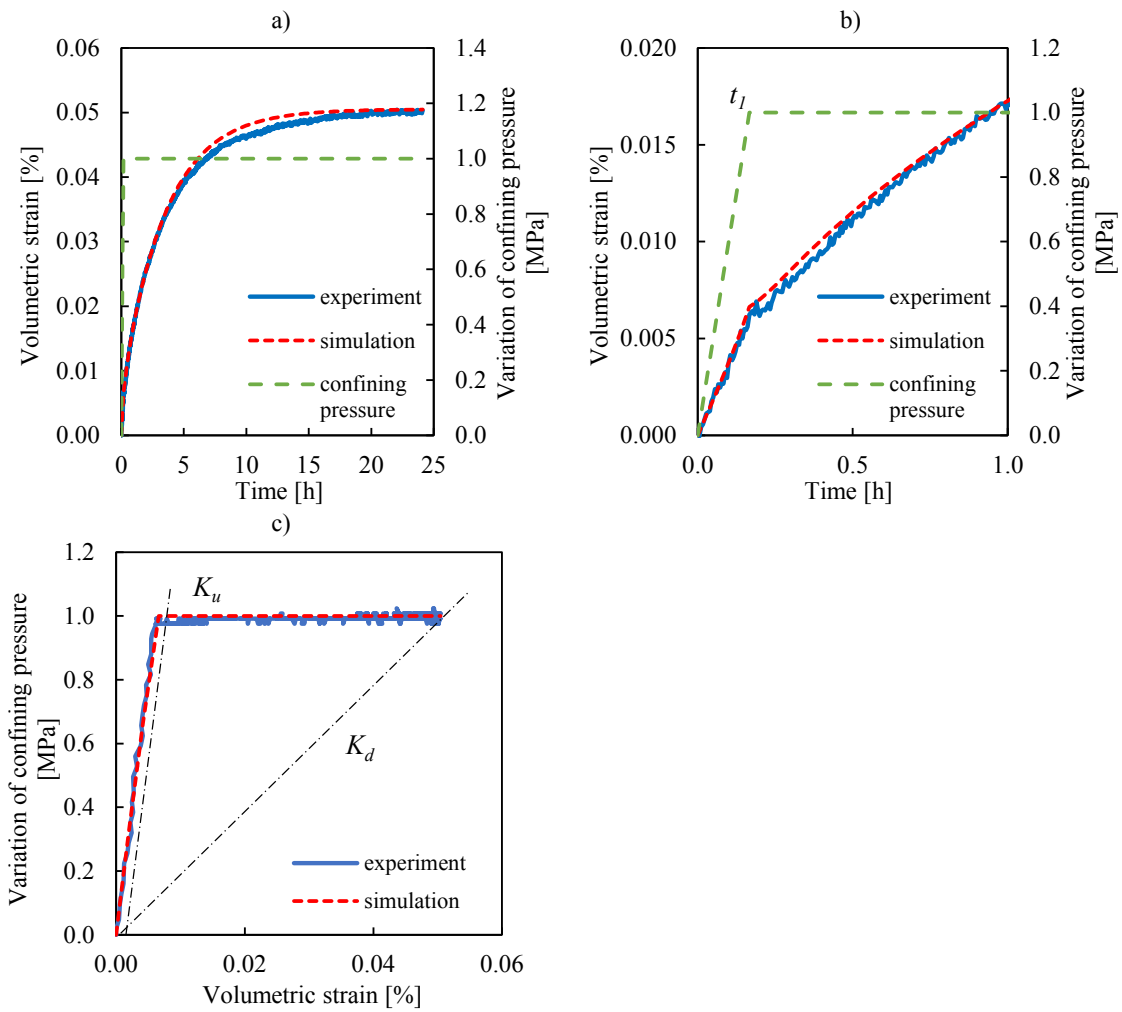 a)
0.06
0.05
0.04
0.03
0.02
0.01
0.00
Volumetric strain [%]
1.4
1.2
1.0
0.8
0.6
0.4
0.2
0.0
Variation of confining pressure
[MPa]
experiment
simulation
confining
pressure
0 5 10 15 20 25
Time [h]
b)
0.020
0.015
0.010
0.005
0.000
Volumetric strain [%]
t1
1.2
1.0
0.8
0.6
0.4
0.2
0.0
Variation of confining pressure
[MPa]
experiment
simulation
confining
pressure
0.0 0.5 1.0
Time [h]
c)
1.2
1.0
0.8
0.6
0.4
0.2
0.0
Variation of confining pressure
[MPa]
Ku
Kd
experiment
simulation
0.00 0.02 0.04 0.06
Volumetric strain [%]